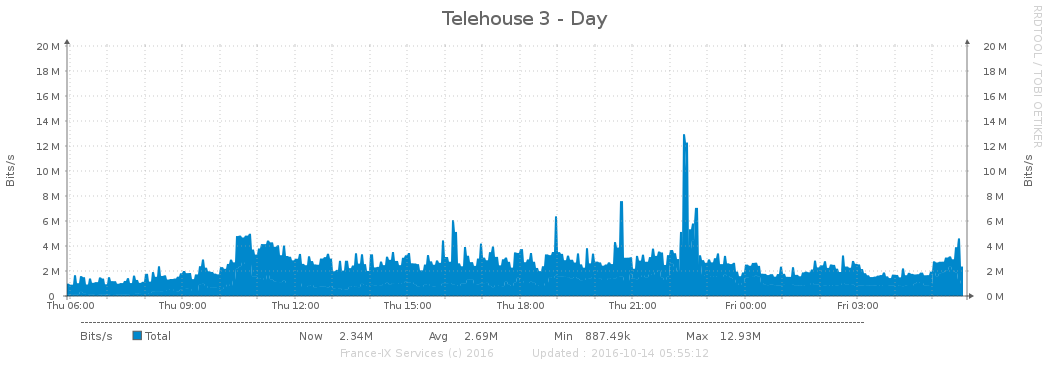 Telehouse 3 - Day
RRDTOOL / TOBI OETIKER
Bits/s
20 M 20 M
18 M 18 M
16 M 16 M
14 M 14 M
12 M 12 M
10 M 10 M
8 M 8 M
6 M 6 M
4 M 4 M
2 M 2 M
0 0 M
Bits/s
Thu 06:00 Thu 09:00 Thu 12:00 Thu 15:00 Thu 18:00 Thu 21:00 Fri 00:00 Fri 03:00
Bits/s Total Now 2.34M Avg 2.69M Min 887.49k Max 12.93M
France-IX Services (c) 2016 Updated : 2016-10-14 05:55:12